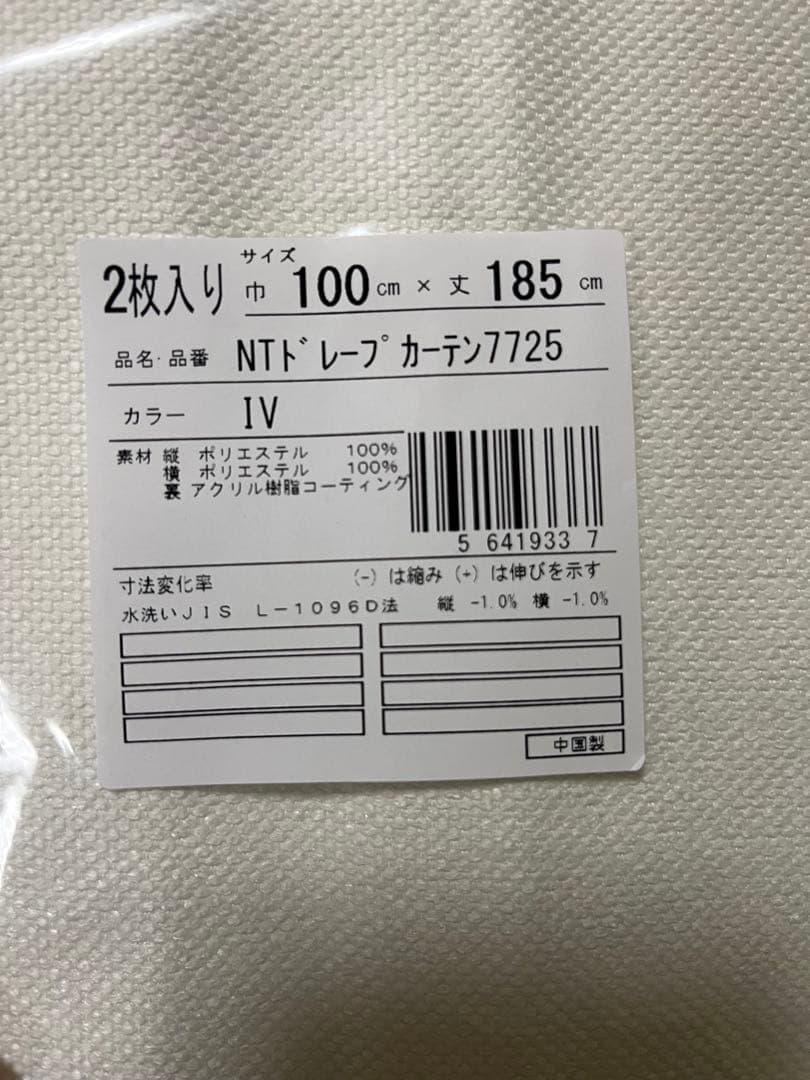 サイズ
2枚入り 巾 100cm × 丈 185cm
品名・品番 NTドレープカーテン7725
カラー IV
素材 縦 ポリエステル 100%
横 ポリエステル 100%
裏 アクリル樹脂コーティング
5 641933 7
寸法変化率 (-)は縮み(+)は伸びを示す
水洗いJIS L-1096D法 縦 -1.0% 横 -1.0%
中国製